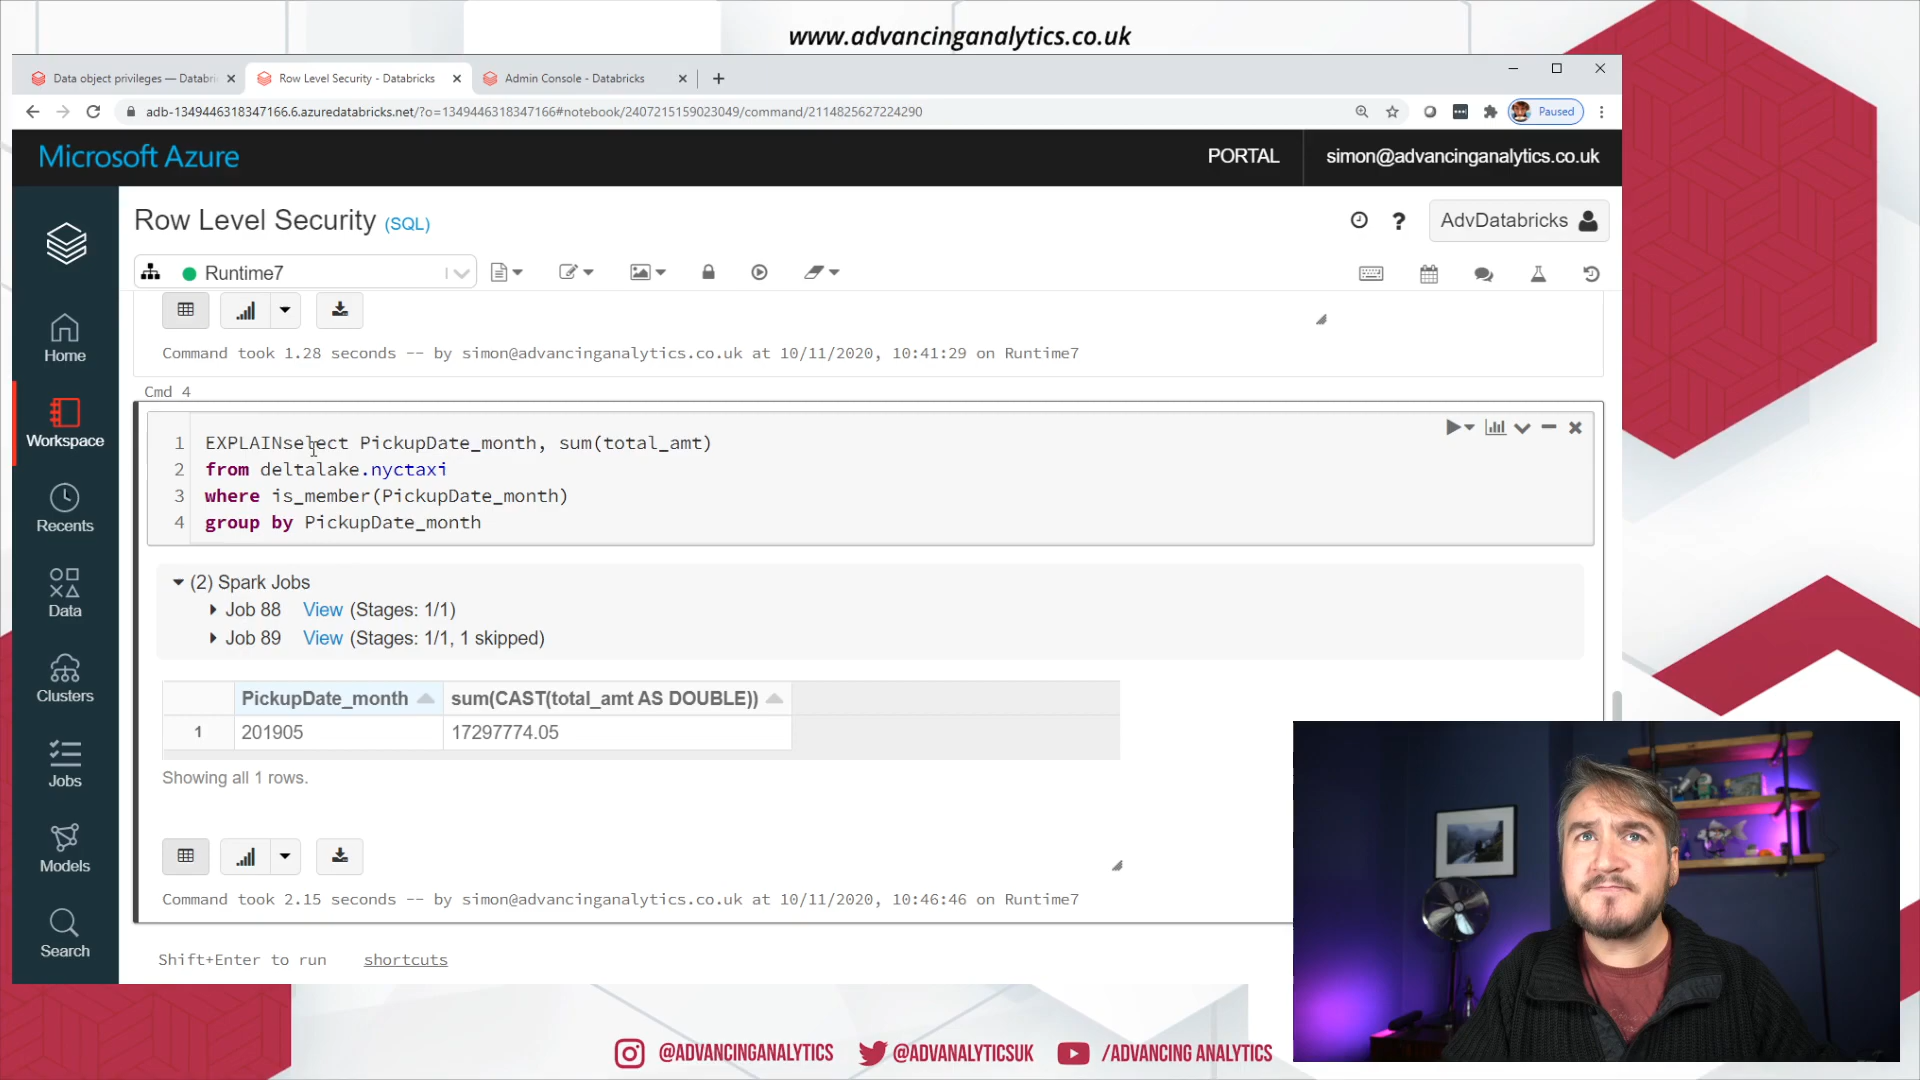 www.advancinganalytics.co.uk
Data object privileges — Databri
Row Level Security - Databricks
Admin Console - Databricks
adb-1349446318347166.6.azuredatabricks.net/?o=1349446318347166#notebook/2407215159023049/command/2114825627224290
Paused
Microsoft Azure
PORTAL
simon@advancinganalytics.co.uk
Row Level Security (SQL)
AdvDatabricks
Runtime7
Command took 1.28 seconds -- by simon@advancinganalytics.co.uk at 10/11/2020, 10:41:29 on Runtime7
Cmd 4
1 EXPLAINselect PickupDate_month, sum(total_amt)
2 from deltalake.nyctaxi
3 where is_member(PickupDate_month)
4 group by PickupDate_month
(2) Spark Jobs
Job 88 View (Stages: 1/1)
Job 89 View (Stages: 1/1, 1 skipped)
PickupDate_month sum(CAST(total_amt AS DOUBLE))
1 201905 17297774.05
Showing all 1 rows.
Command took 2.15 seconds -- by simon@advancinganalytics.co.uk at 10/11/2020, 10:46:46 on Runtime7
Shift+Enter to run shortcuts
Home
Workspace
Recents
Data
Clusters
Jobs
Models
Search
@ADVANCINGANALYTICS
@ADVANALYTICSUK
/ADVANCING ANALYTICS